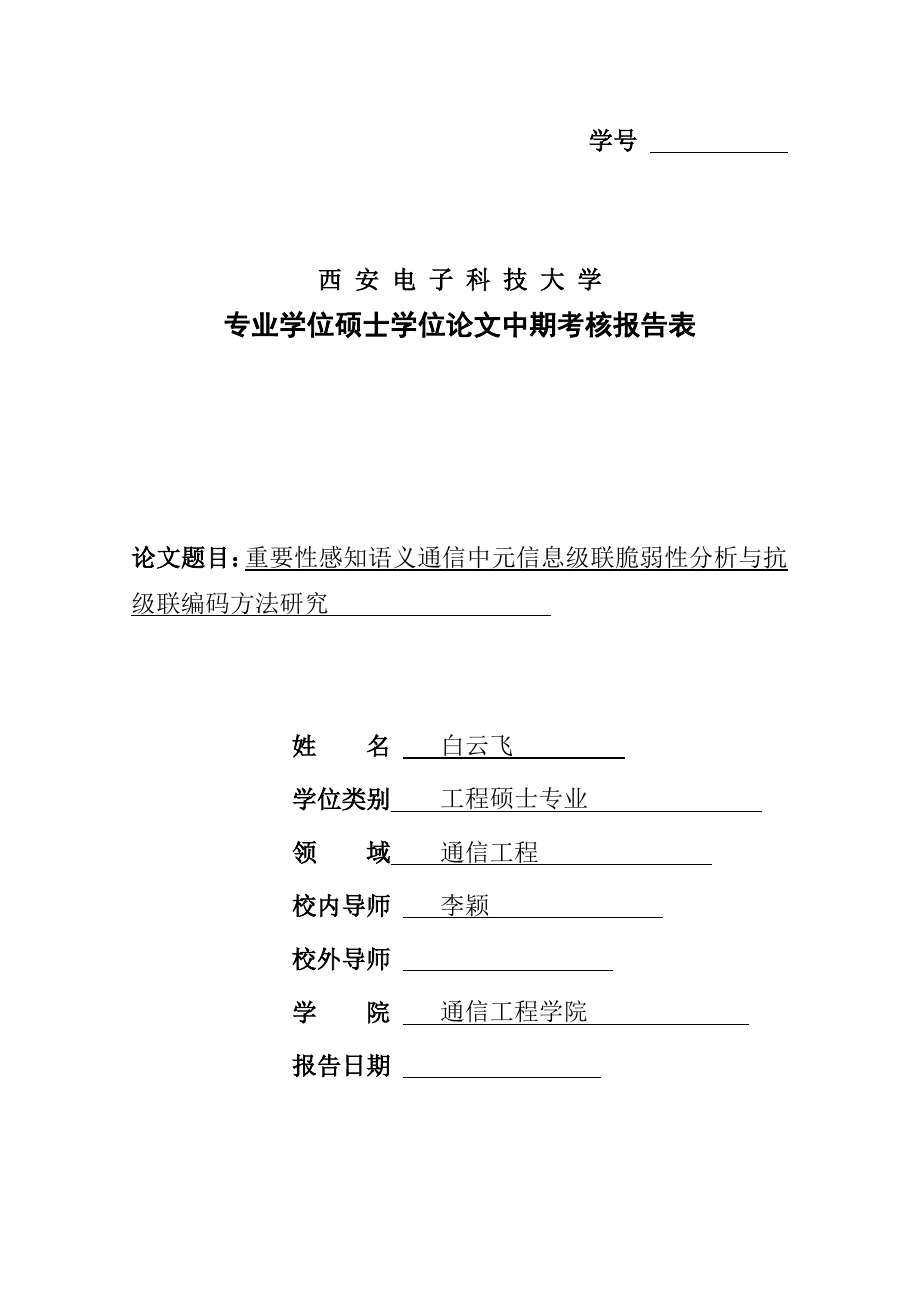 学号
西 安 电 子 科 技 大 学
专业学位硕士学位论文中期考核报告表
论文题目：重要性感知语义通信中元信息级联脆弱性分析与抗
级联编码方法研究
姓　　名 白云飞
学位类别 工程硕士专业
领　　域 通信工程
校内导师 李颖
校外导师
学　　院 通信工程学院
报告日期